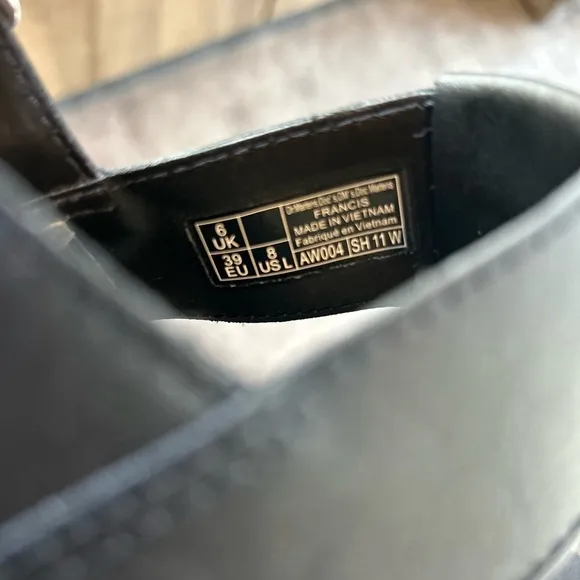 6
UK
39
EU
8
US L
Dr.Martens,Doc's,DM's Doc Martens
FRANCIS
MADE IN VIETNAM
Fabriqué en Vietnam
AW004 SH 11 W